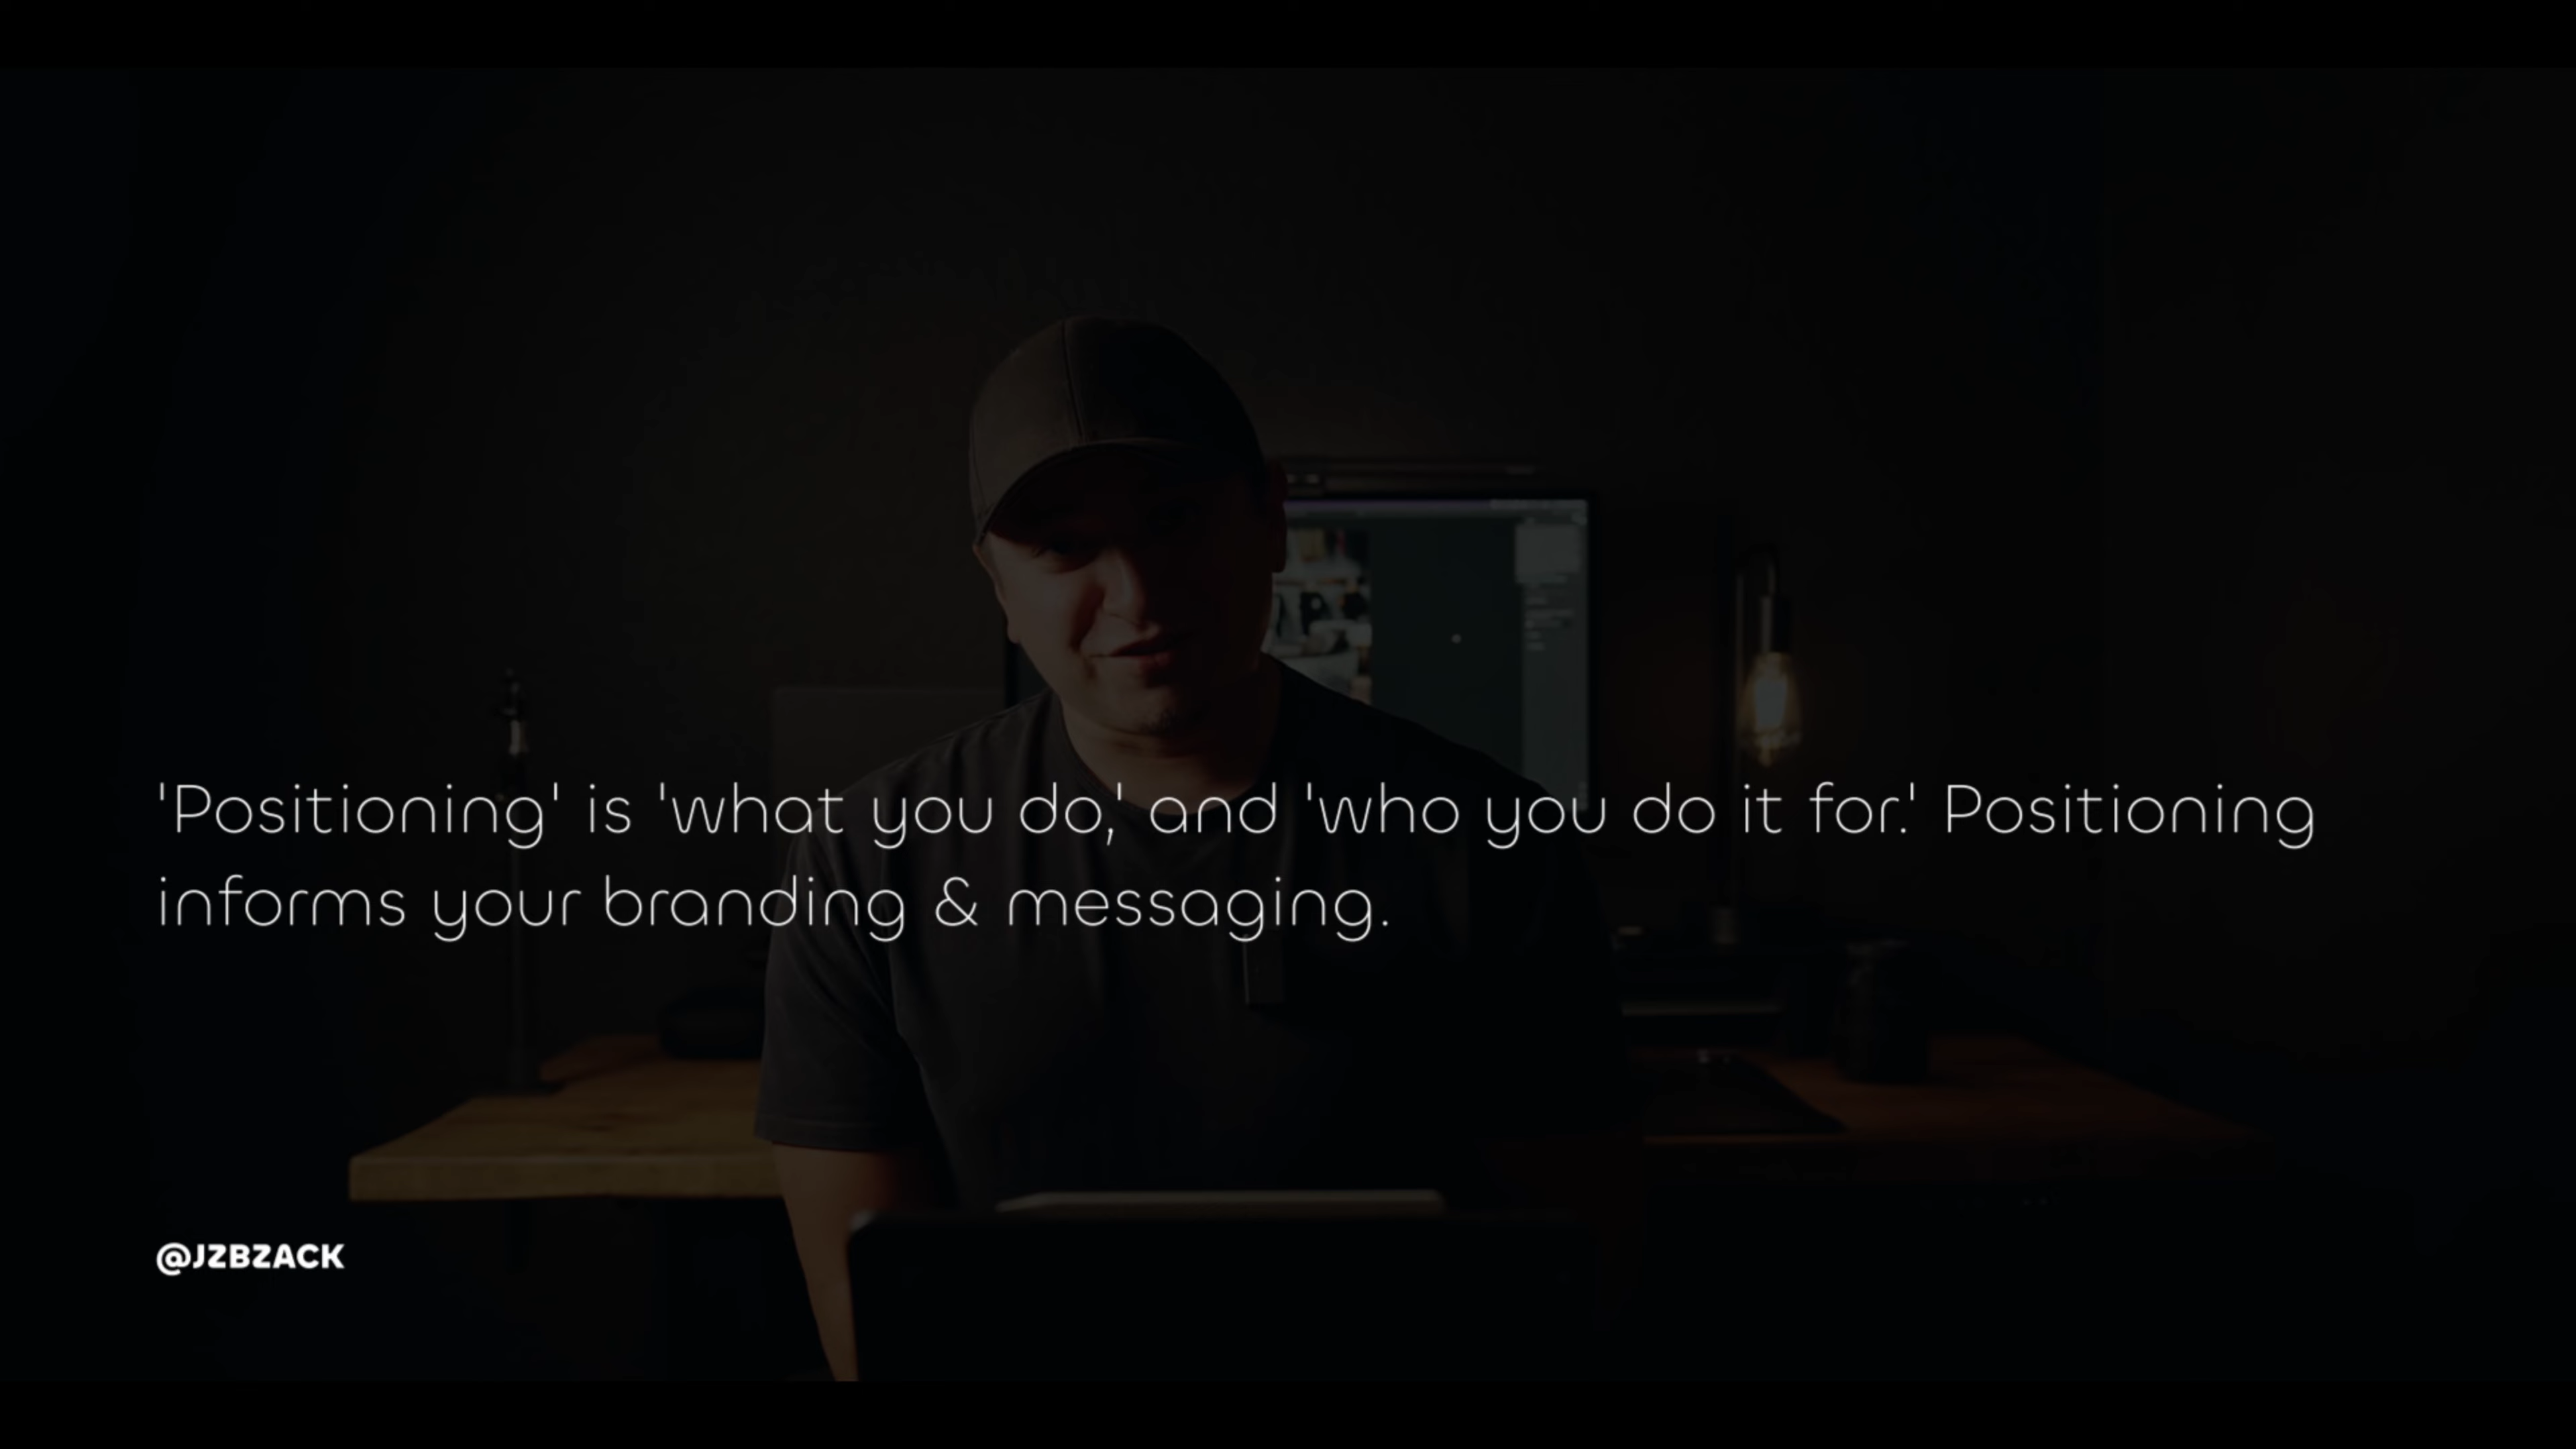 'Positioning' is 'what you do,' and 'who you do it for.' Positioning
informs your branding & messaging.
@JZBZACK